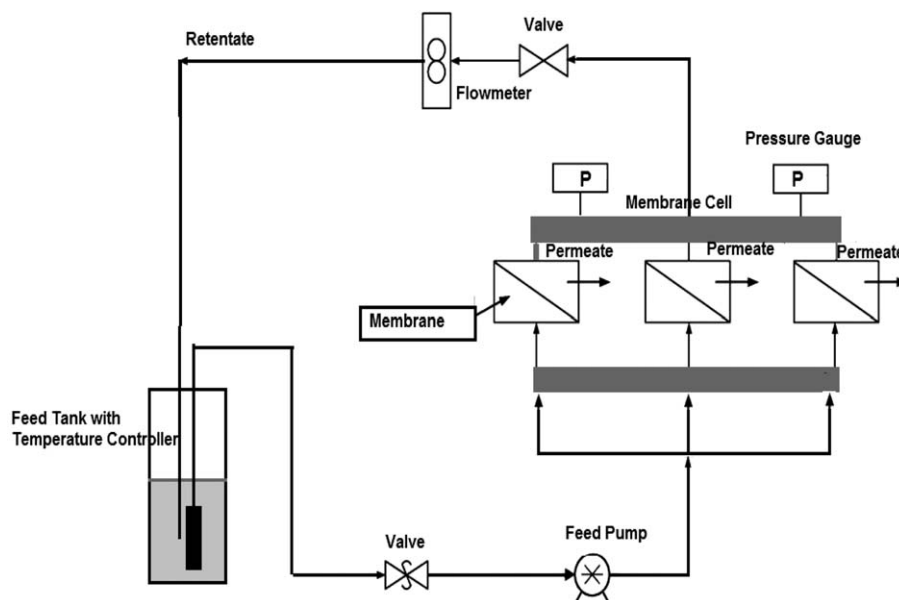 Valve
Retentate
Flowmeter
Pressure Gauge
P
P
Membrane Cell
Permeate
Permeate
Permeate
Membrane
Feed Tank with
Temperature Controller
Valve
Feed Pump